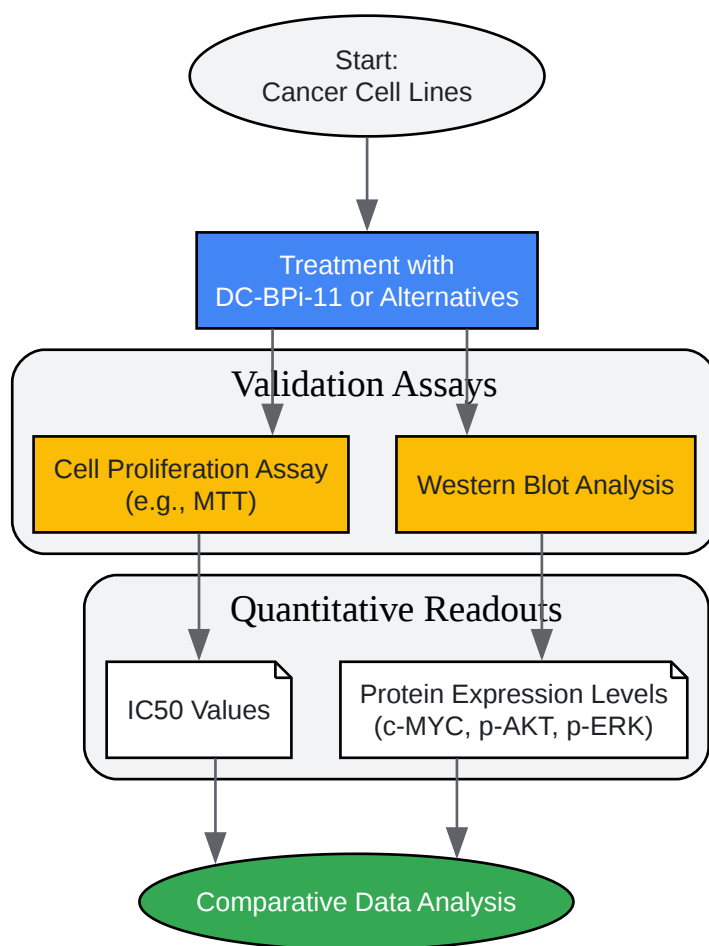 Start:
Cancer Cell Lines
Treatment with
DC-BPi-11 or Alternatives
Validation Assays
Cell Proliferation Assay
(e.g., MTT)
Western Blot Analysis
Quantitative Readouts
IC50 Values
Protein Expression Levels
(c-MYC, p-AKT, p-ERK)
Comparative Data Analysis